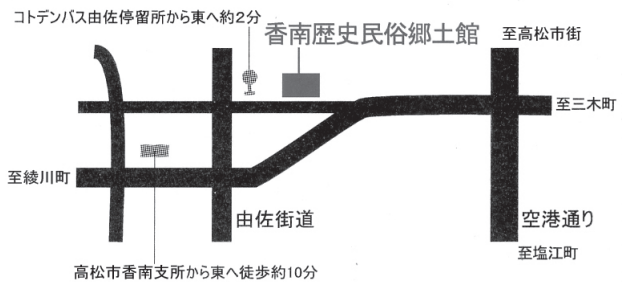 コトデンバス由佐停留所から東へ約2分
香南歴史民俗郷土館
至高松市街
至三木町
至綾川町
由佐街道
空港通り
至塩江町
高松市香南支所から東へ徒歩約10分